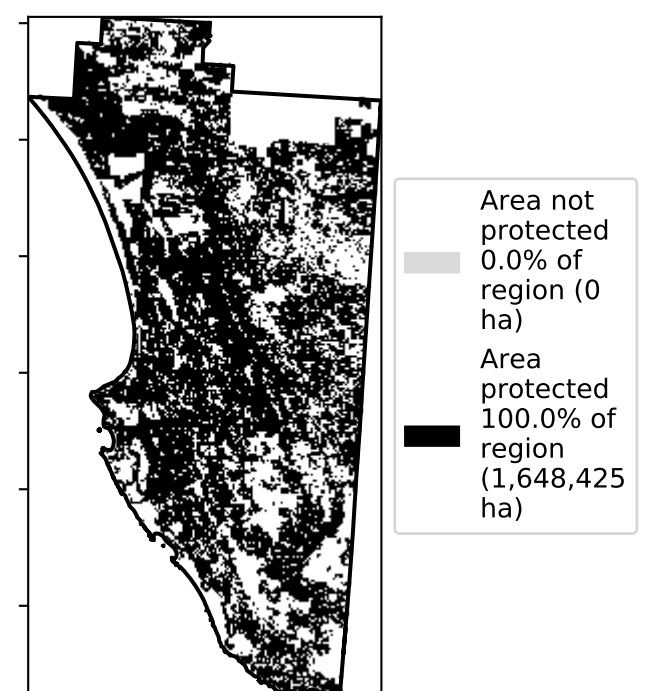 Area not
protected
0.0% of
region (0
ha)
Area
protected
100.0% of
region
(1,648,425
ha)